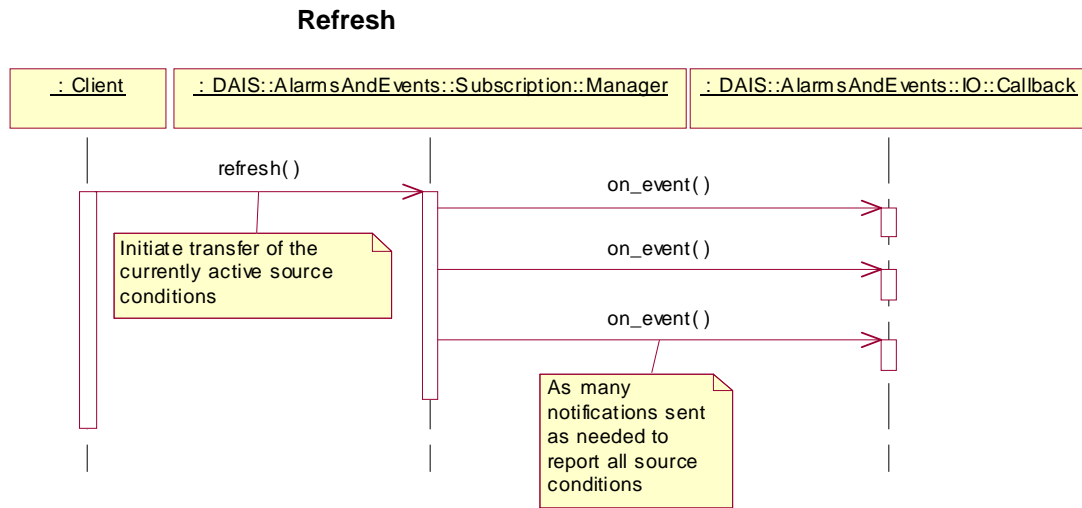 Refresh
: Client
: DAIS::AlarmsAndEvents::Subscription::Manager
: DAIS::AlarmsAndEvents::IO::Callback
refresh( )
on_event( )
Initiate transfer of the
currently active source
conditions
on_event( )
on_event( )
As many
notifications sent
as needed to
report all source
conditions